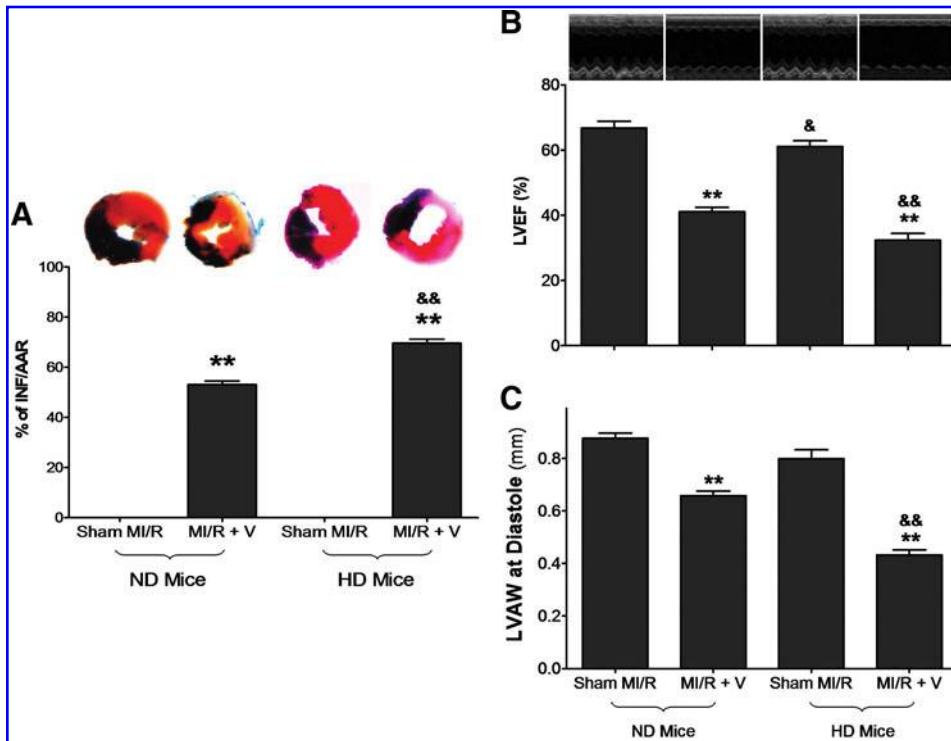 A
% of INF/AAR
100
80
60
40
20
0
**
&&
**
Sham MI/R MI/R + V Sham MI/R MI/R + V
ND Mice HD Mice
B
LVEF (%)
80
60
40
20
0
**
&
&&
**
C
LVAW at Diastole (mm)
0.8
0.6
0.4
0.2
0.0
**
&&
**
Sham MI/R MI/R + V Sham MI/R MI/R + V
ND Mice HD Mice